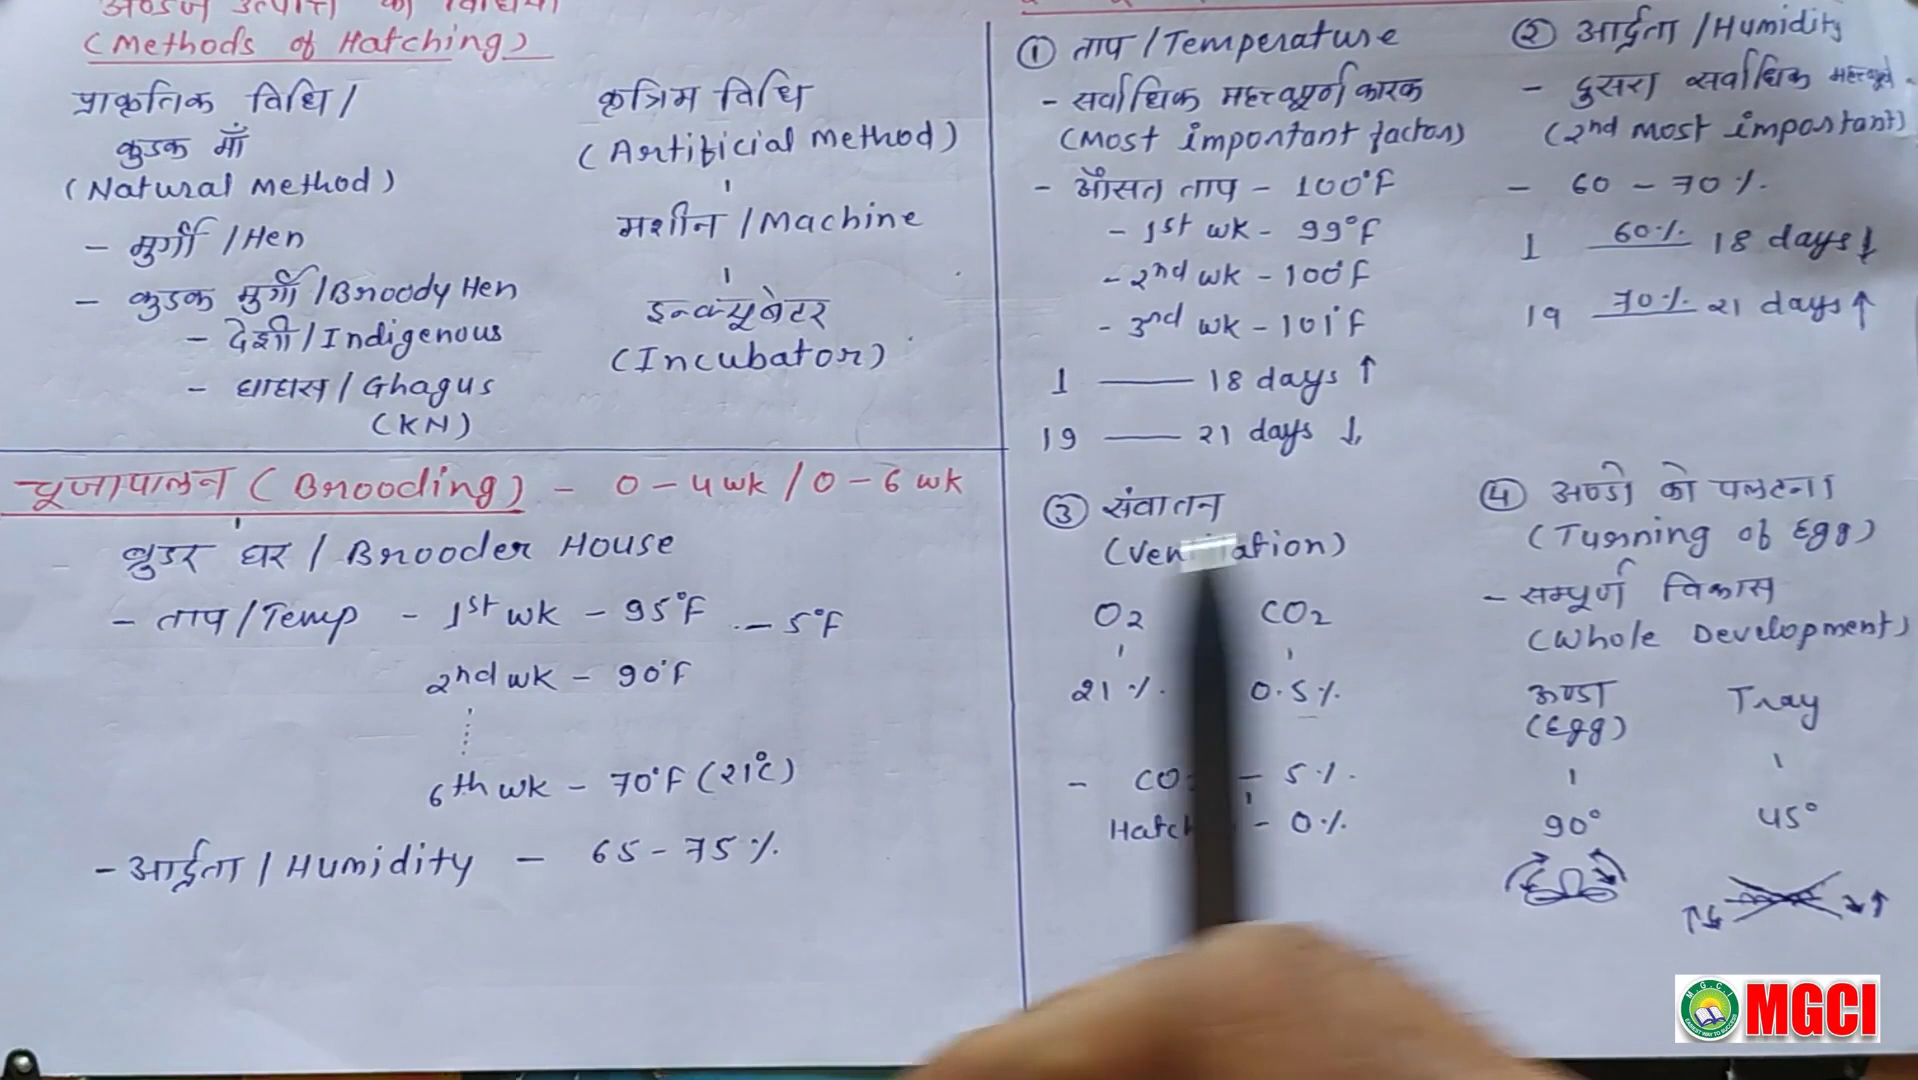 (Methods of Hatching)
प्राकृतिक विधि /
कुडक माँ
(Natural Method)
- मुर्गी /Hen
- कुडक मुर्गी /Broody Hen
- देशी / Indigenous
- घाघस / Ghagus
(KN)
कृत्रिम विधि
(Artificial method)
मशीन / Machine
इन्क्यूबेटर
(Incubator)
चूजापालन (Brooding) - 0-4 wk / 0-6 wk
ब्रुडर घर / Brooder House
- ताप / Temp - 1st wk - 95°F - 5°F
2nd wk - 90°F
6th wk - 70°F (21°C)
- आर्द्रता / Humidity - 65-75 %
① ताप /Temperature
- सर्वाधिक महत्त्वपूर्ण कारक
(Most important factor)
- औसत ताप - 100°F
- 1st wk - 99°F
- 2nd wk - 100°F
- 3nd wk - 101°F
1 —— 18 days ↑
19 —— 21 days ↓
② आर्द्रता /Humidity
- दुसरा सर्वाधिक
(2nd most important)
- 60 - 70 %
1 60% 18 days ↓
19 70% 21 days ↑
③ संवातन
O2 CO2
21 % 0.5 %
- 5 %
- 0 %
④ अण्डो को पलटना
(Turning of Egg)
- सम्पूर्ण विकास
(Whole Development)
अण्डा Tray
(Egg)
90° 45°
MGCI